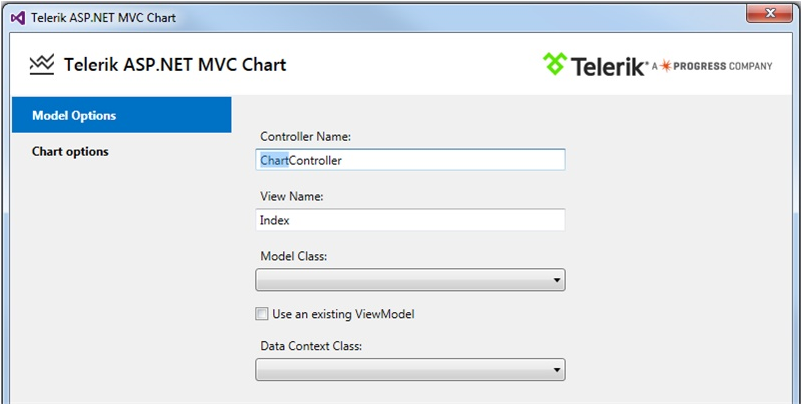 Telerik ASP.NET MVC Chart
Telerik ASP.NET MVC Chart
Telerik® A PROGRESS COMPANY
Model Options
Chart options
Controller Name:
ChartController
View Name:
Index
Model Class:
Use an existing ViewModel
Data Context Class: